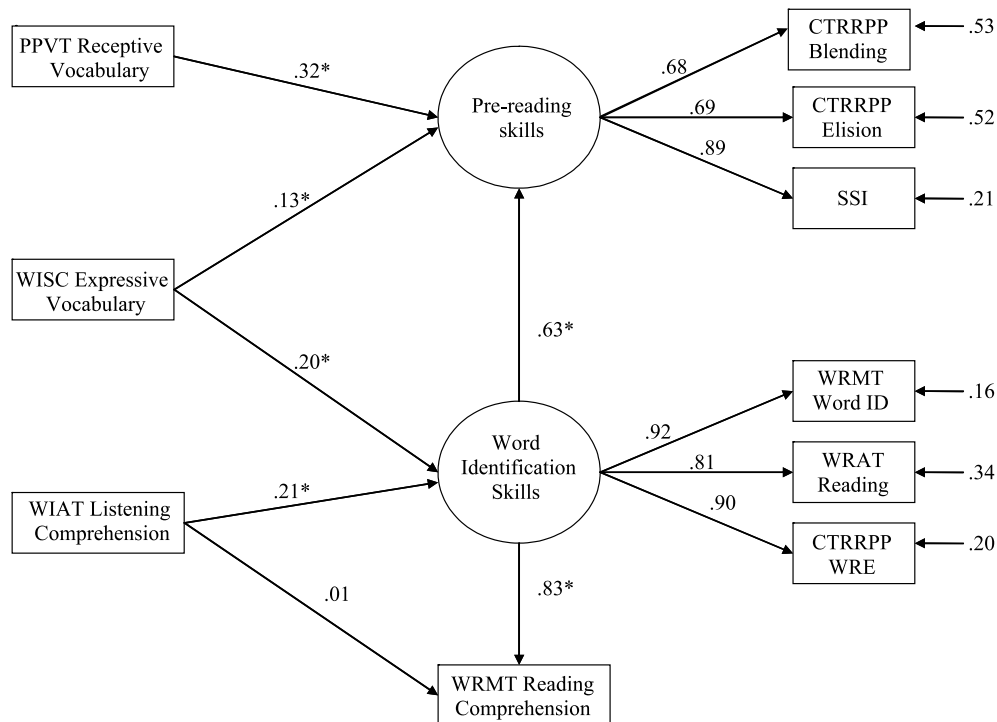 PPVT Receptive
Vocabulary
.32*
Pre-reading
skills
.68
CTRRPP
Blending
.53
.69
CTRRPP
Elision
.52
.89
SSI
.21
.13*
WISC Expressive
Vocabulary
.20*
.63*
WIAT Listening
Comprehension
.21*
.01
Word
Identification
Skills
.92
WRMT
Word ID
.16
.81
WRAT
Reading
.34
.90
CTRRPP
WRE
.20
.83*
WRMT Reading
Comprehension